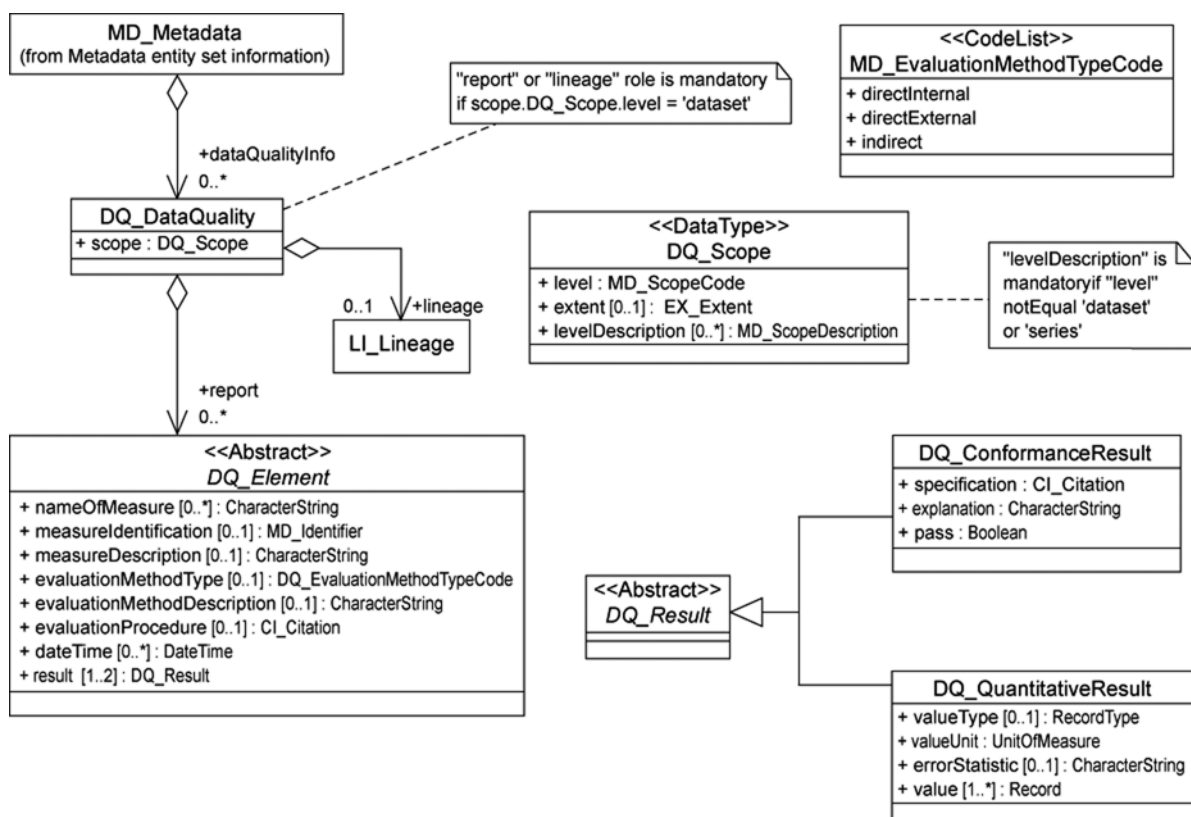 MD_Metadata
(from Metadata entity set information)
<<CodeList>>
MD_EvaluationMethodTypeCode
+ directInternal
+ directExternal
+ indirect
"report" or "lineage" role is mandatory
if scope.DQ_Scope.level = 'dataset'
+dataQualityInfo
0..*
DQ_DataQuality
+ scope : DQ_Scope
0..1
+lineage
LI_Lineage
<<DataType>>
DQ_Scope
+ level : MD_ScopeCode
+ extent [0..1] : EX_Extent
+ levelDescription [0..*] : MD_ScopeDescription
"levelDescription" is
mandatoryif "level"
notEqual 'dataset'
or 'series'
+report
0..*
<<Abstract>>
DQ_Element
+ nameOfMeasure [0..*] : CharacterString
+ measureIdentification [0..1] : MD_Identifier
+ measureDescription [0..1] : CharacterString
+ evaluationMethodType [0..1] : DQ_EvaluationMethodTypeCode
+ evaluationMethodDescription [0..1] : CharacterString
+ evaluationProcedure [0..1] : CI_Citation
+ dateTime [0..*] : DateTime
+ result [1..2] : DQ_Result
<<Abstract>>
DQ_Result
DQ_ConformanceResult
+ specification : CI_Citation
+ explanation : CharacterString
+ pass : Boolean
DQ_QuantitativeResult
+ valueType [0..1] : RecordType
+ valueUnit : UnitOfMeasure
+ errorStatistic [0..1] : CharacterString
+ value [1..*] : Record